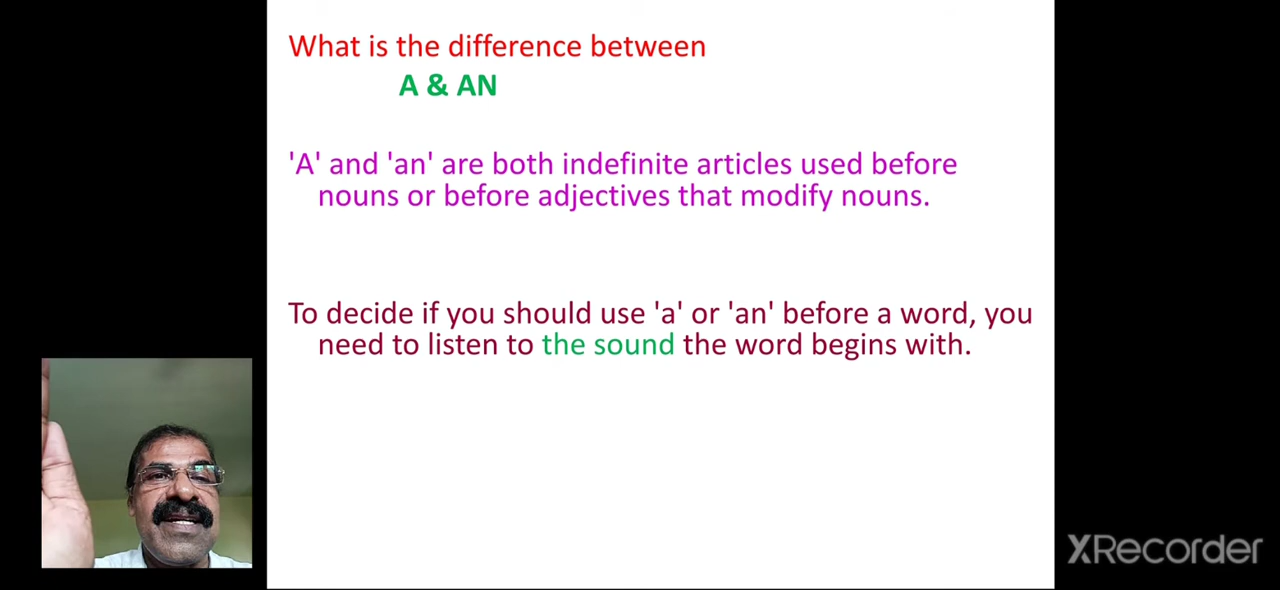 What is the difference between
A & AN
'A' and 'an' are both indefinite articles used before
nouns or before adjectives that modify nouns.
To decide if you should use 'a' or 'an' before a word, you
need to listen to the sound the word begins with.
XRecorder